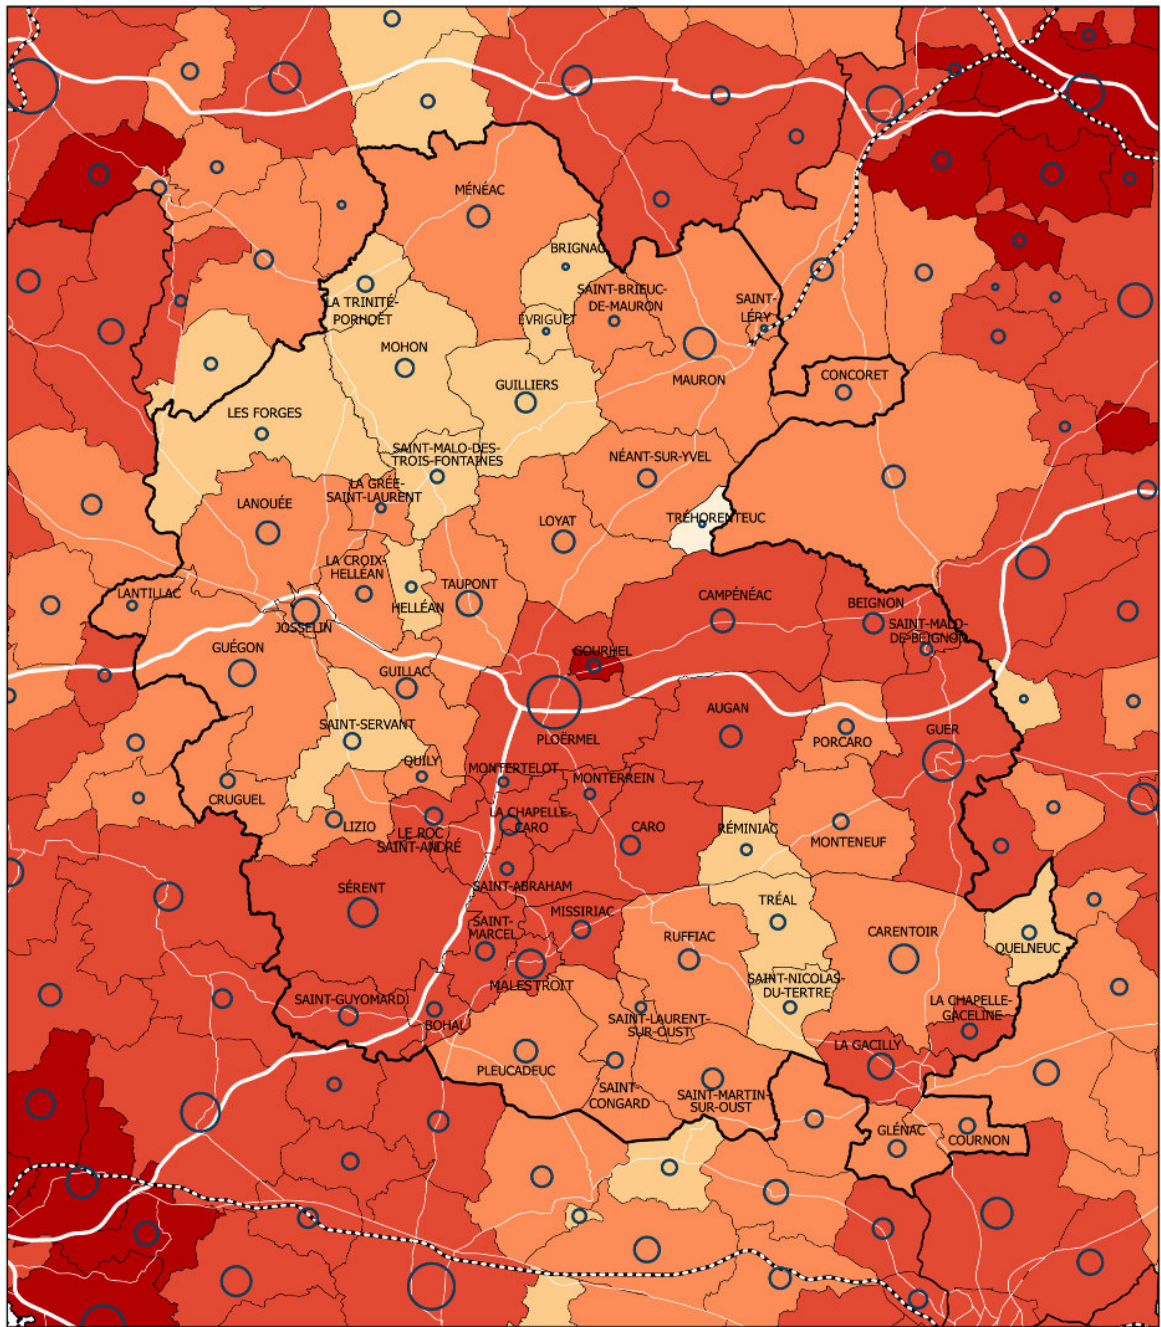 MÉNÉAC
BRIGNAC
SAINT-BRIEUC-
DE-MAURON
LA TRINITÉ-
PORHOËT
SAINT-
LÉRY
ÉVRIGUET
MOHON
MAURON
CONCORET
GUILLIERS
LES FORGES
SAINT-MALO-DES-
TROIS-FONTAINES
NÉANT-SUR-YVEL
LA GRÉE-
SAINT-LAURENT
LANOUÉE
LOYAT
TRÉHORENTEUC
LA CROIX-
HELLÉAN
TAUPONT
LANTILLAC
HELLÉAN
CAMPÉNÉAC
BEIGNON
SAINT-MALO-
DE-BEIGNON
JOSSELIN
GUÉGON
GOURHEL
GUILLAC
SAINT-SERVANT
AUGAN
PLOËRMEL
PORCARO
GUER
QUILY
MONTERTELOT
MONTERREIN
CRUGUEL
LIZIO
LE ROC
SAINT-ANDRÉ
LA CHAPELLE-
CARO
CARO
RÉMINIAC
MONTENEUF
SÉRENT
SAINT-ABRAHAM
TRÉAL
MISSIRIAC
SAINT-
MARCEL
RUFFIAC
CARENTOIR
QUELNEUC
MALESTROIT
SAINT-NICOLAS-
DU-TERTRE
SAINT-GUYOMARD
BOHAL
LA CHAPELLE-
GACELINE
SAINT-LAURENT-
SUR-OUST
LA GACILLY
PLEUCADEUC
SAINT-
CONGARD
SAINT-MARTIN-
SUR-OUST
GLÉNAC
COURNON